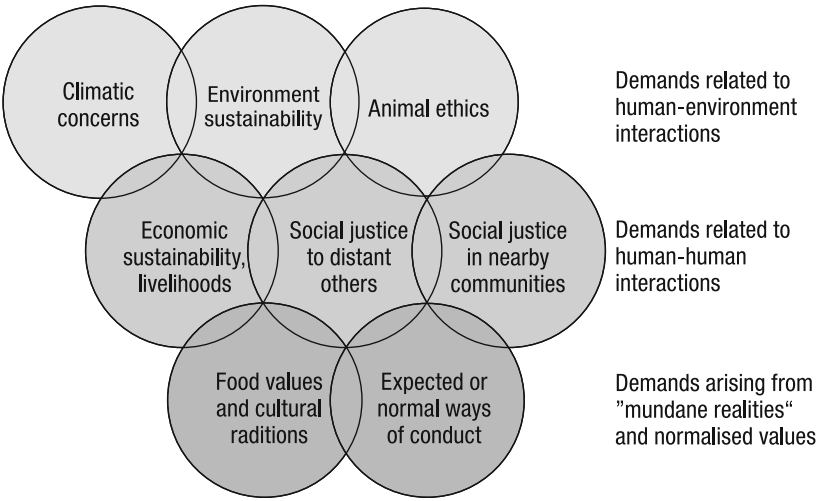 Climatic
concerns
Environment
sustainability
Animal ethics
Demands related to
human-environment
interactions
Economic
sustainability,
livelihoods
Social justice
to distant
others
Social justice
in nearby
communities
Demands related to
human-human
interactions
Food values
and cultural
raditions
Expected or
normal ways
of conduct
Demands arising from
”mundane realities“
and normalised values